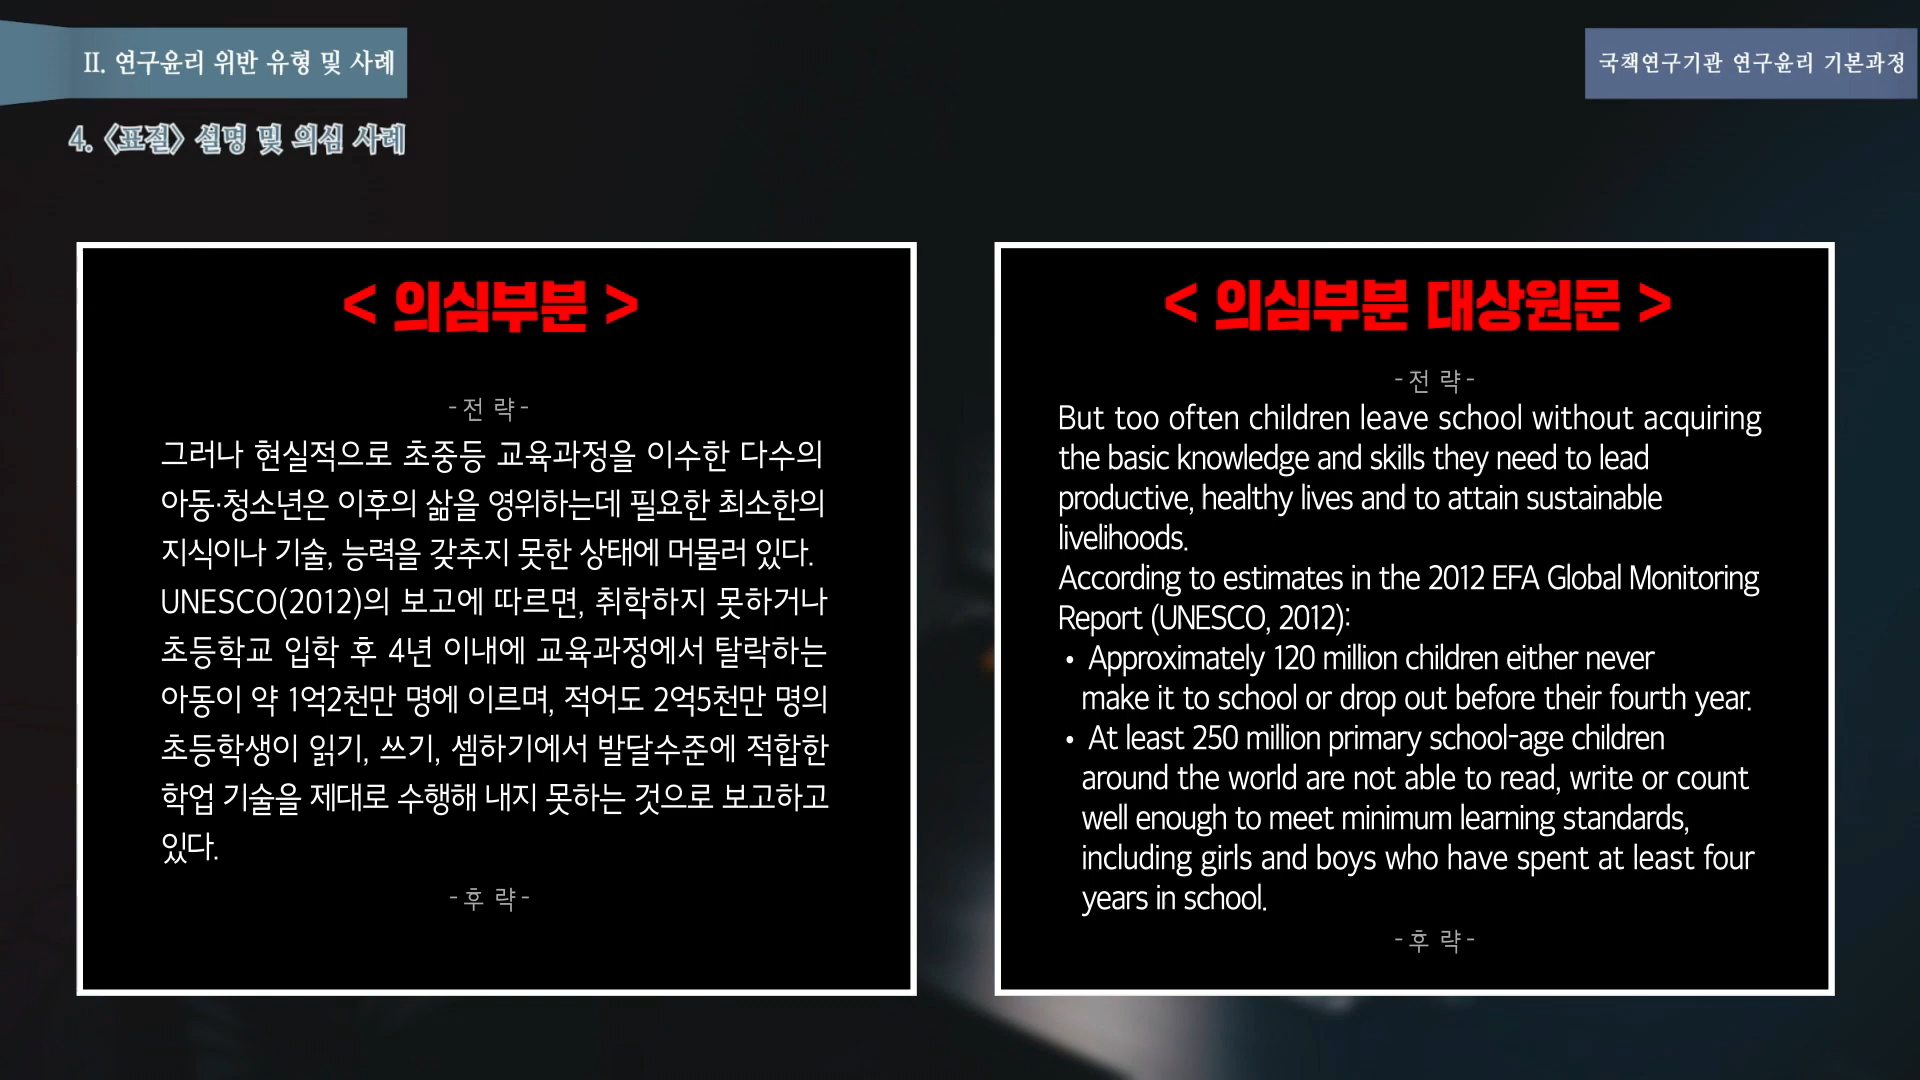 II. 연구윤리 위반 유형 및 사례
국책연구기관 연구윤리 기본과정
4.〈표절〉 설명 및 의심 사례
< 의심부분 >
- 전 략 -
그러나 현실적으로 초중등 교육과정을 이수한 다수의
아동·청소년은 이후의 삶을 영위하는데 필요한 최소한의
지식이나 기술, 능력을 갖추지 못한 상태에 머물러 있다.
UNESCO(2012)의 보고에 따르면, 취학하지 못하거나
초등학교 입학 후 4년 이내에 교육과정에서 탈락하는
아동이 약 1억2천만 명에 이르며, 적어도 2억5천만 명의
초등학생이 읽기, 쓰기, 셈하기에서 발달수준에 적합한
학업 기술을 제대로 수행해 내지 못하는 것으로 보고하고
있다.
- 후 략 -
< 의심부분 대상원문 >
- 전 략 -
But too often children leave school without acquiring
the basic knowledge and skills they need to lead
productive, healthy lives and to attain sustainable
livelihoods.
According to estimates in the 2012 EFA Global Monitoring
Report (UNESCO, 2012):
• Approximately 120 million children either never
make it to school or drop out before their fourth year.
• At least 250 million primary school-age children
around the world are not able to read, write or count
well enough to meet minimum learning standards,
including girls and boys who have spent at least four
years in school.
- 후 략 -